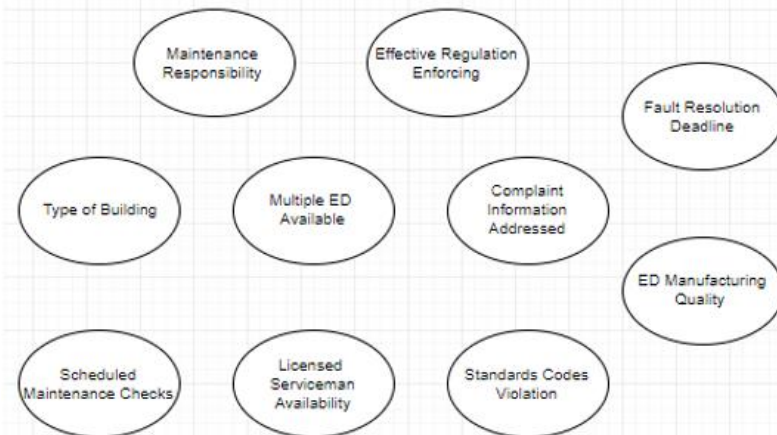 Maintenance
Responsibility
Effective Regulation
Enforcing
Fault Resolution
Deadline
Type of Building
Multiple ED
Available
Complaint
Information
Addressed
ED Manufacturing
Quality
Scheduled
Maintenance Checks
Licensed
Serviceman
Availability
Standards Codes
Violation